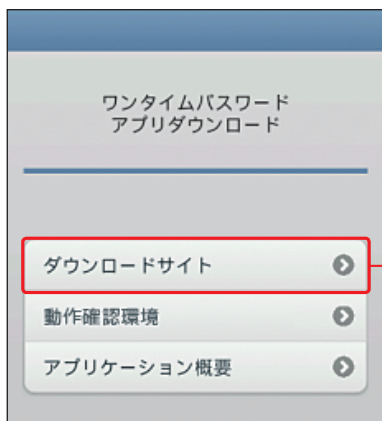 ワンタイムパスワード
アプリダウンロード
ダウンロードサイト
動作確認環境
アプリケーション概要